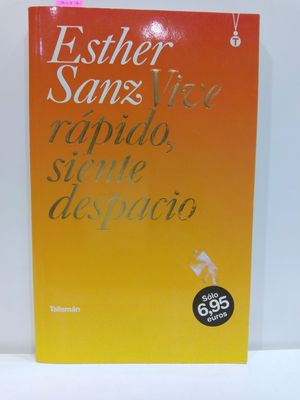 Esther
Sanz Vive
rápido,
siente
despacio
T
Talismán
Sólo
6,95
euros